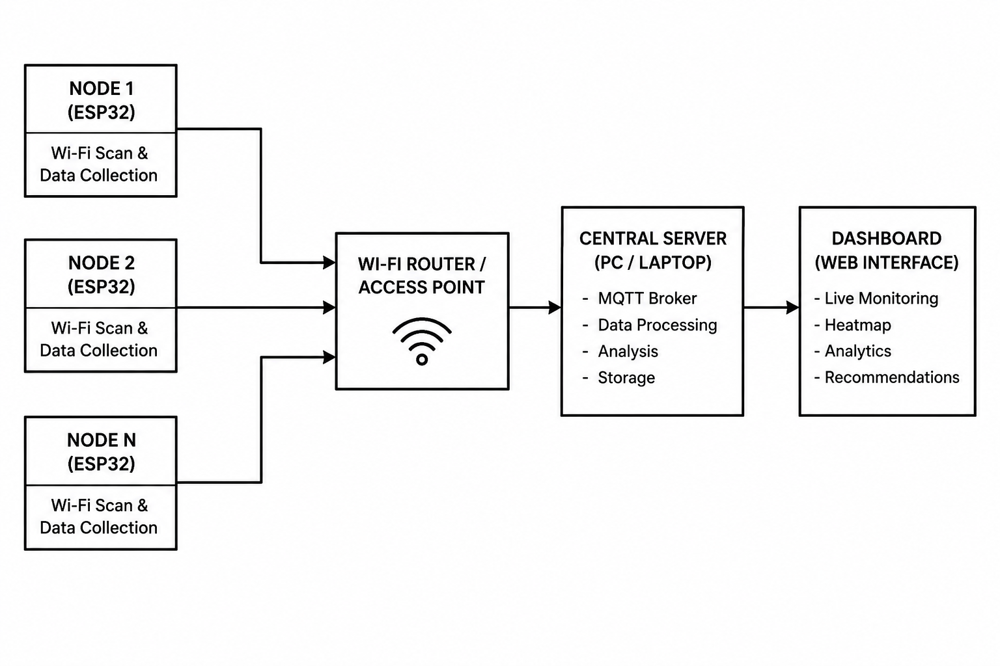 NODE 1
(ESP32)
Wi-Fi Scan &
Data Collection
NODE 2
(ESP32)
Wi-Fi Scan &
Data Collection
NODE N
(ESP32)
Wi-Fi Scan &
Data Collection
WI-FI ROUTER /
ACCESS POINT
CENTRAL SERVER
(PC / LAPTOP)
- MQTT Broker
- Data Processing
- Analysis
- Storage
DASHBOARD
(WEB INTERFACE)
- Live Monitoring
- Heatmap
- Analytics
- Recommendations